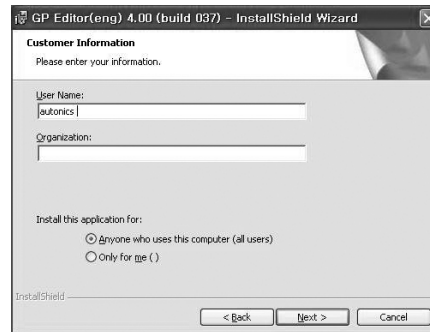 GP Editor(eng) 4.00 (build 037) - InstallShield Wizard
Customer Information
Please enter your information.
User Name:
autonics
Organization:
Install this application for:
Anyone who uses this computer (all users)
Only for me ( )
InstallShield
< Back Next > Cancel